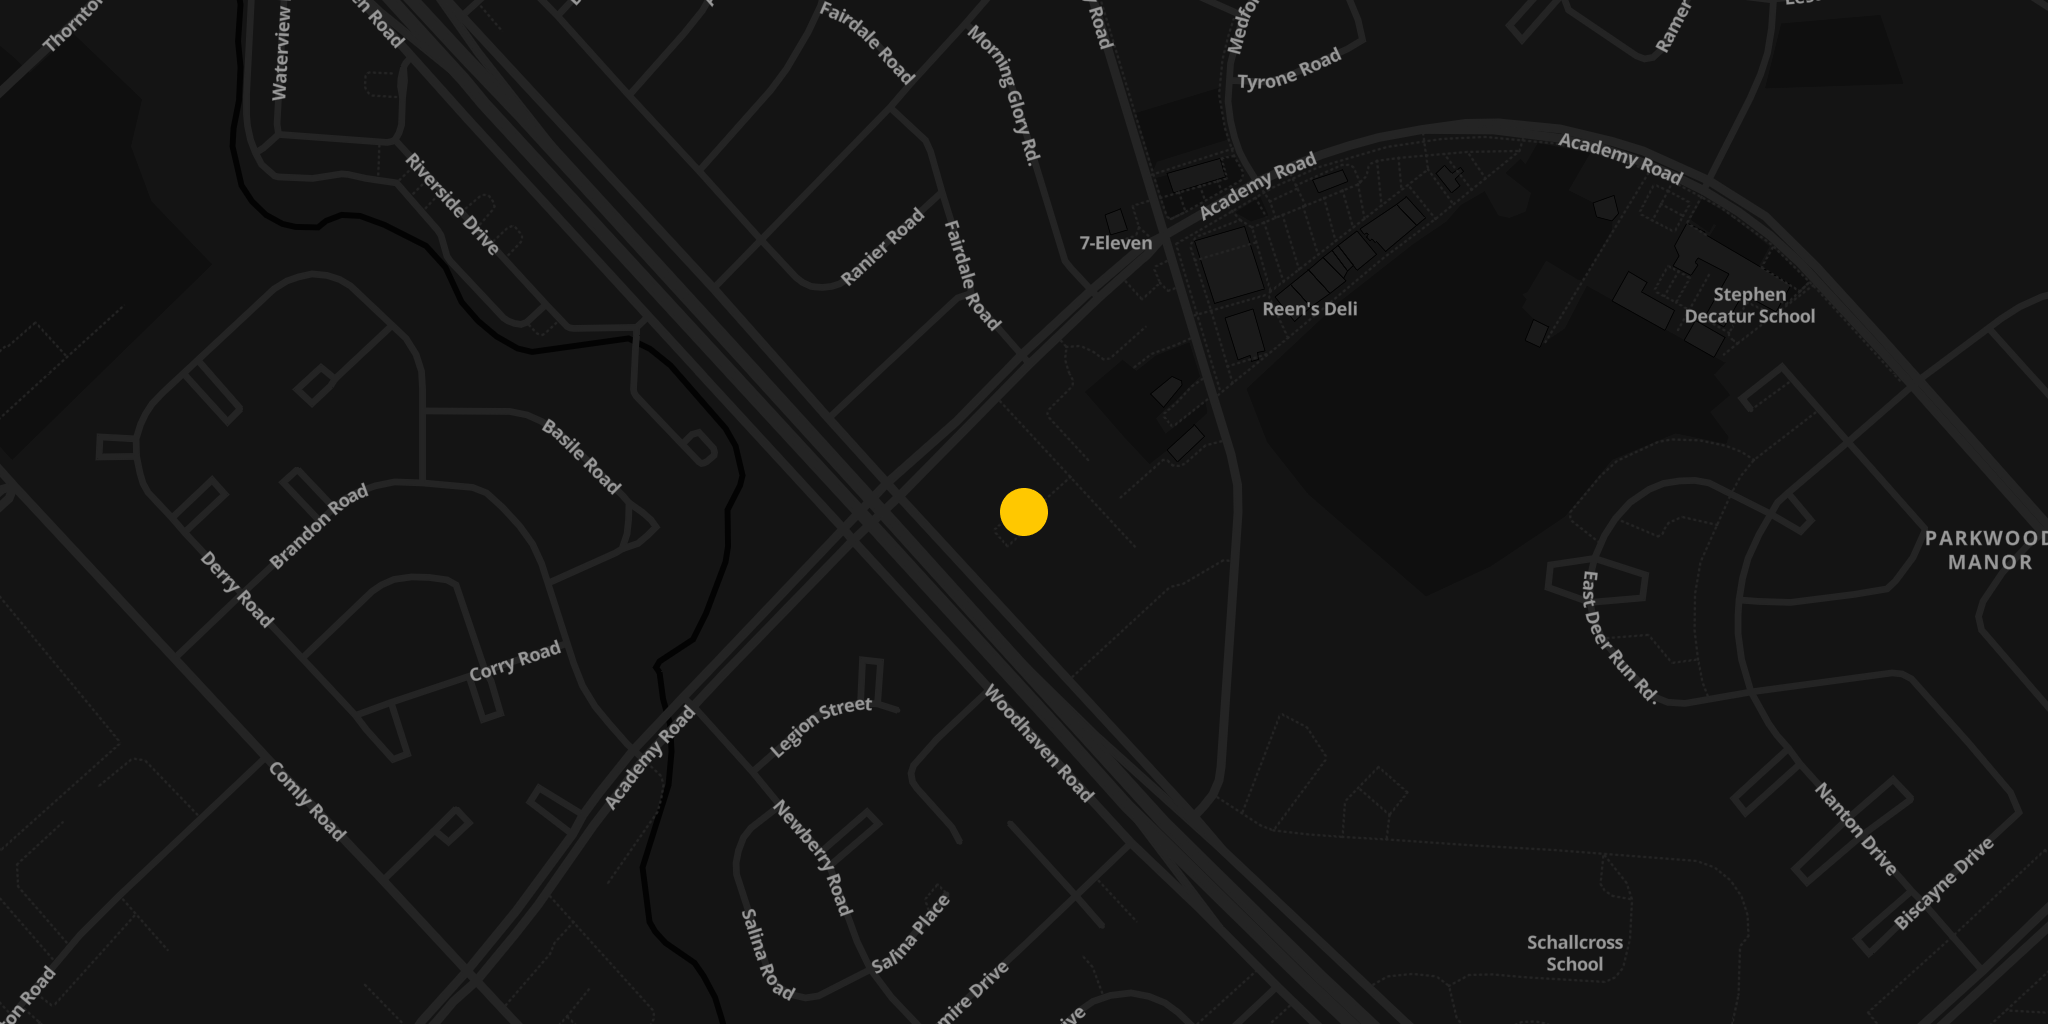 Thornton
Waterview
en Road
Fairdale Road
Morning Glory Rd.
Road
Medfor
Tyrone Road
Ramer
Academy Road
Academy Road
Riverside Drive
Ranier Road
Fairdale Road
7-Eleven
Reen's Deli
Stephen
Decatur School
Basile Road
Brandon Road
Derry Road
Corry Road
PARKWOOD
MANOR
East Deer Run Rd.
Academy Road
Legion Street
Woodhaven Road
Comly Road
Newberry Road
Nanton Drive
Biscayne Drive
Salina Road
Salina Place
Schallcross
School
ton Road
mire Drive
ive